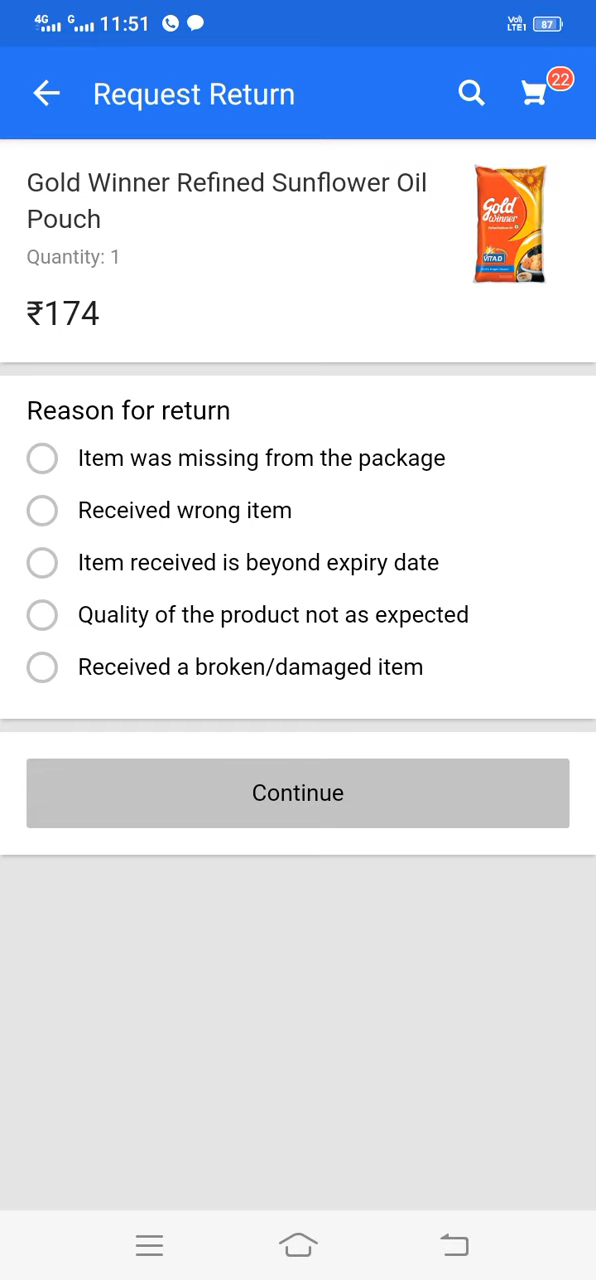 4G G 11:51 87
Request Return 22
Gold Winner Refined Sunflower Oil
Pouch
Quantity: 1
₹174
Gold
Winner
VITA D
Reason for return
Item was missing from the package
Received wrong item
Item received is beyond expiry date
Quality of the product not as expected
Received a broken/damaged item
Continue